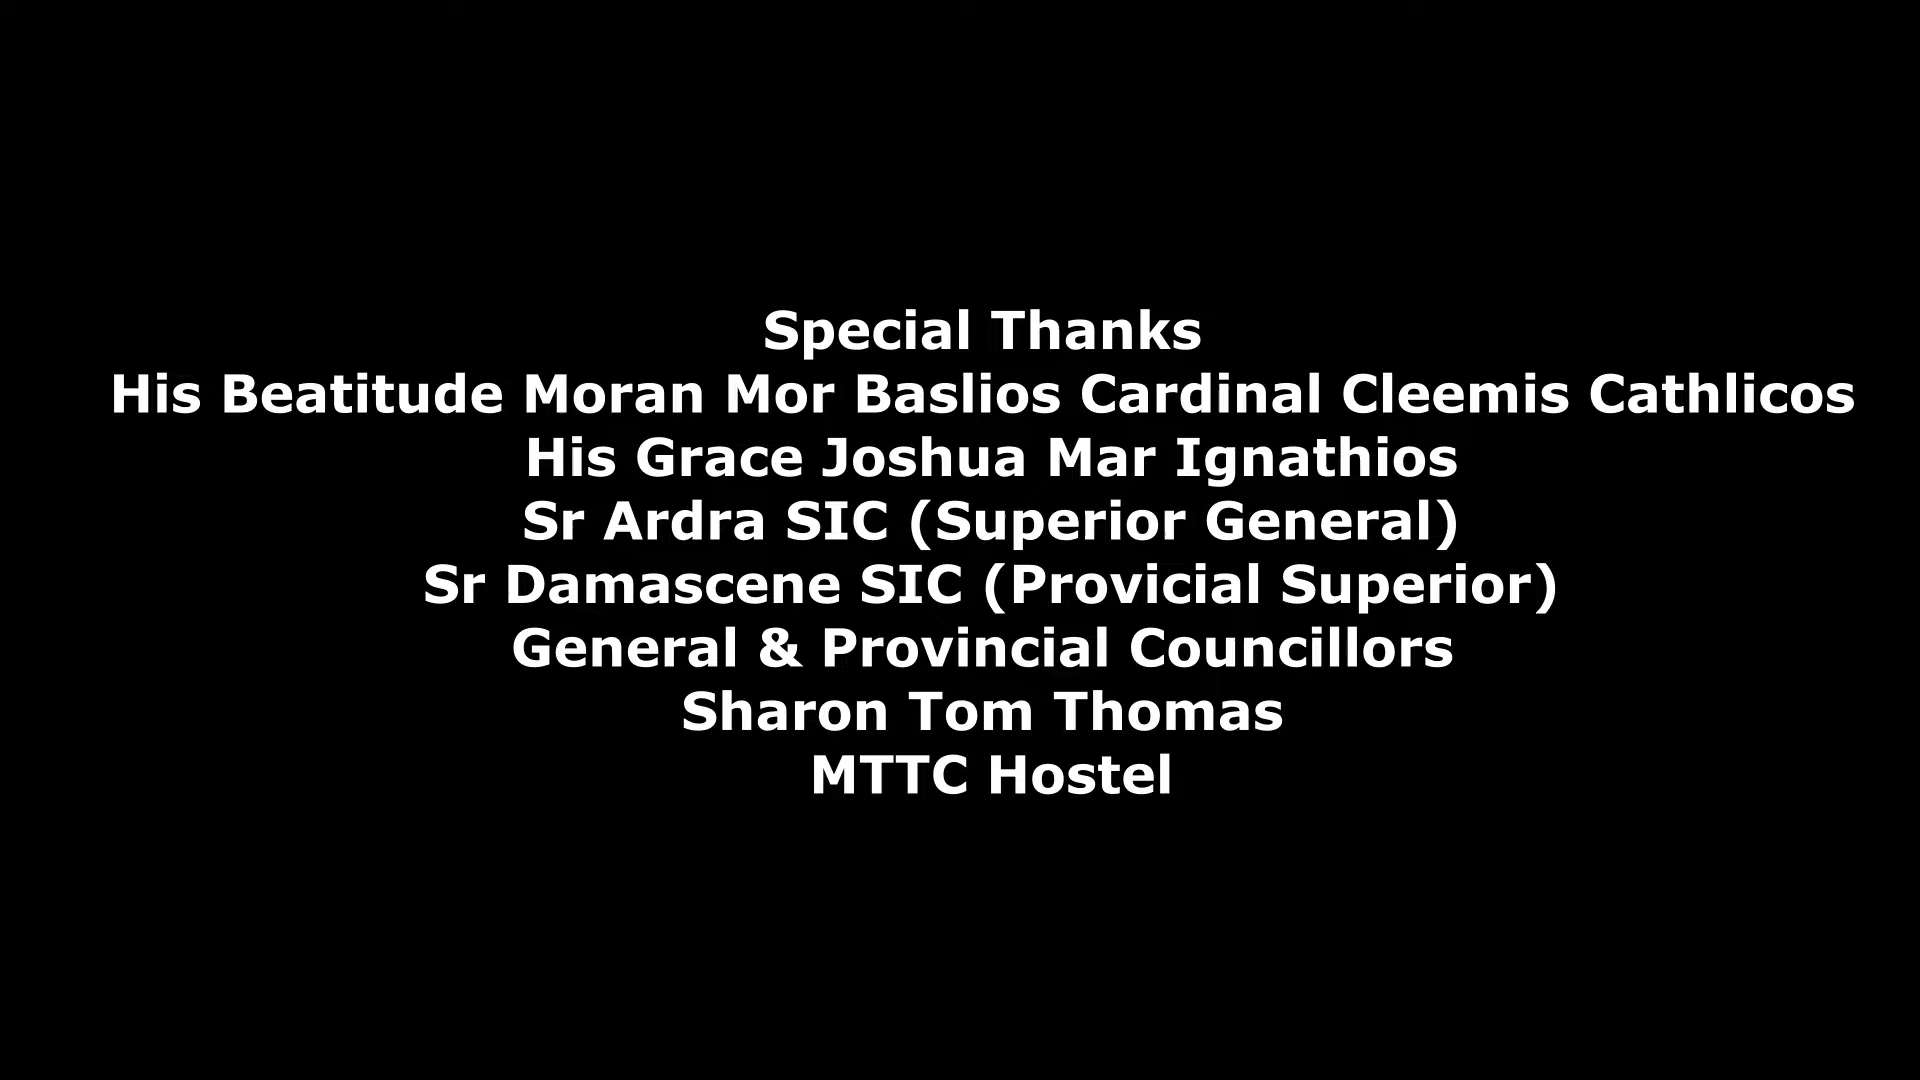 Special Thanks
His Beatitude Moran Mor Baslios Cardinal Cleemis Cathlicos
His Grace Joshua Mar Ignathios
Sr Ardra SIC (Superior General)
Sr Damascene SIC (Provicial Superior)
General & Provincial Councillors
Sharon Tom Thomas
MTTC Hostel